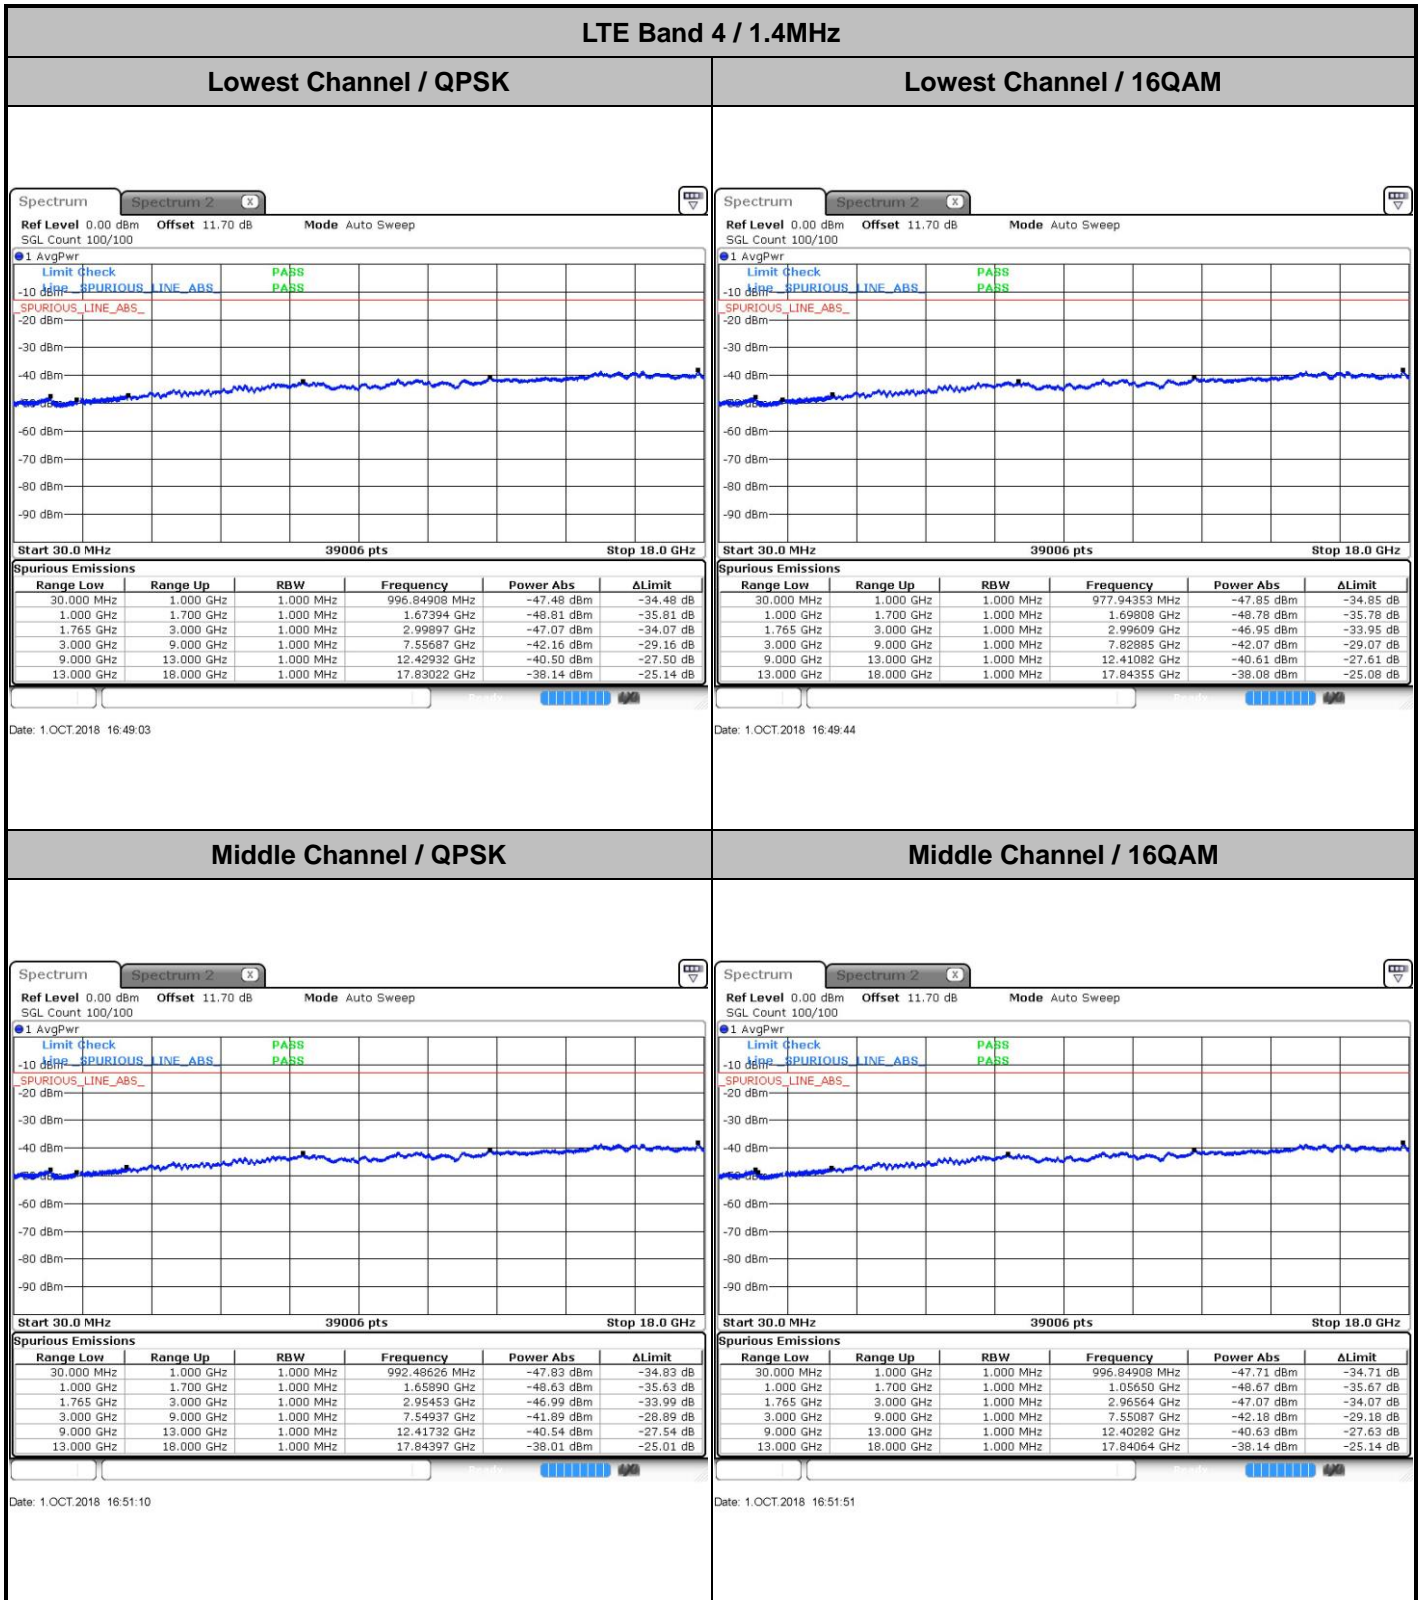 LTE Band 4 / 1.4MHz
Lowest Channel / QPSK
Lowest Channel / 16QAM
Spectrum
Spectrum 2
X
Ref Level 0.00 dBm Offset 11.70 dB Mode Auto Sweep
SGL Count 100/100
1 AvgPwr
Limit Check PASS
-10 dBm Line _SPURIOUS_LINE_ABS_ PASS
_SPURIOUS_LINE_ABS_
-20 dBm
-30 dBm
-40 dBm
-60 dBm
-70 dBm
-80 dBm
-90 dBm
Start 30.0 MHz 39006 pts Stop 18.0 GHz
Spurious Emissions
Range Low Range Up RBW Frequency Power Abs ΔLimit
30.000 MHz 1.000 GHz 1.000 MHz 996.84908 MHz -47.48 dBm -34.48 dB
1.000 GHz 1.700 GHz 1.000 MHz 1.67394 GHz -48.81 dBm -35.81 dB
1.765 GHz 3.000 GHz 1.000 MHz 2.99897 GHz -47.07 dBm -34.07 dB
3.000 GHz 9.000 GHz 1.000 MHz 7.55687 GHz -42.16 dBm -29.16 dB
9.000 GHz 13.000 GHz 1.000 MHz 12.42932 GHz -40.50 dBm -27.50 dB
13.000 GHz 18.000 GHz 1.000 MHz 17.83022 GHz -38.14 dBm -25.14 dB
Date: 1.OCT.2018 16:49:03
Spectrum
Spectrum 2
X
Ref Level 0.00 dBm Offset 11.70 dB Mode Auto Sweep
SGL Count 100/100
1 AvgPwr
Limit Check PASS
-10 dBm Line _SPURIOUS_LINE_ABS_ PASS
_SPURIOUS_LINE_ABS_
-20 dBm
-30 dBm
-40 dBm
-60 dBm
-70 dBm
-80 dBm
-90 dBm
Start 30.0 MHz 39006 pts Stop 18.0 GHz
Spurious Emissions
Range Low Range Up RBW Frequency Power Abs ΔLimit
30.000 MHz 1.000 GHz 1.000 MHz 977.94353 MHz -47.85 dBm -34.85 dB
1.000 GHz 1.700 GHz 1.000 MHz 1.69808 GHz -48.78 dBm -35.78 dB
1.765 GHz 3.000 GHz 1.000 MHz 2.99609 GHz -46.95 dBm -33.95 dB
3.000 GHz 9.000 GHz 1.000 MHz 7.82885 GHz -42.07 dBm -29.07 dB
9.000 GHz 13.000 GHz 1.000 MHz 12.41082 GHz -40.61 dBm -27.61 dB
13.000 GHz 18.000 GHz 1.000 MHz 17.84355 GHz -38.08 dBm -25.08 dB
Date: 1.OCT.2018 16:49:44
Middle Channel / QPSK
Middle Channel / 16QAM
Spectrum
Spectrum 2
X
Ref Level 0.00 dBm Offset 11.70 dB Mode Auto Sweep
SGL Count 100/100
1 AvgPwr
Limit Check PASS
-10 dBm Line _SPURIOUS_LINE_ABS_ PASS
_SPURIOUS_LINE_ABS_
-20 dBm
-30 dBm
-40 dBm
-60 dBm
-70 dBm
-80 dBm
-90 dBm
Start 30.0 MHz 39006 pts Stop 18.0 GHz
Spurious Emissions
Range Low Range Up RBW Frequency Power Abs ΔLimit
30.000 MHz 1.000 GHz 1.000 MHz 992.48626 MHz -47.83 dBm -34.83 dB
1.000 GHz 1.700 GHz 1.000 MHz 1.65890 GHz -48.63 dBm -35.63 dB
1.765 GHz 3.000 GHz 1.000 MHz 2.95453 GHz -46.99 dBm -33.99 dB
3.000 GHz 9.000 GHz 1.000 MHz 7.54937 GHz -41.89 dBm -28.89 dB
9.000 GHz 13.000 GHz 1.000 MHz 12.41732 GHz -40.54 dBm -27.54 dB
13.000 GHz 18.000 GHz 1.000 MHz 17.84397 GHz -38.01 dBm -25.01 dB
Date: 1.OCT.2018 16:51:10
Spectrum
Spectrum 2
X
Ref Level 0.00 dBm Offset 11.70 dB Mode Auto Sweep
SGL Count 100/100
1 AvgPwr
Limit Check PASS
-10 dBm Line _SPURIOUS_LINE_ABS_ PASS
_SPURIOUS_LINE_ABS_
-20 dBm
-30 dBm
-40 dBm
-60 dBm
-70 dBm
-80 dBm
-90 dBm
Start 30.0 MHz 39006 pts Stop 18.0 GHz
Spurious Emissions
Range Low Range Up RBW Frequency Power Abs ΔLimit
30.000 MHz 1.000 GHz 1.000 MHz 996.84908 MHz -47.71 dBm -34.71 dB
1.000 GHz 1.700 GHz 1.000 MHz 1.05650 GHz -48.67 dBm -35.67 dB
1.765 GHz 3.000 GHz 1.000 MHz 2.96564 GHz -47.07 dBm -34.07 dB
3.000 GHz 9.000 GHz 1.000 MHz 7.55087 GHz -42.18 dBm -29.18 dB
9.000 GHz 13.000 GHz 1.000 MHz 12.40282 GHz -40.63 dBm -27.63 dB
13.000 GHz 18.000 GHz 1.000 MHz 17.84064 GHz -38.14 dBm -25.14 dB
Date: 1.OCT.2018 16:51:51